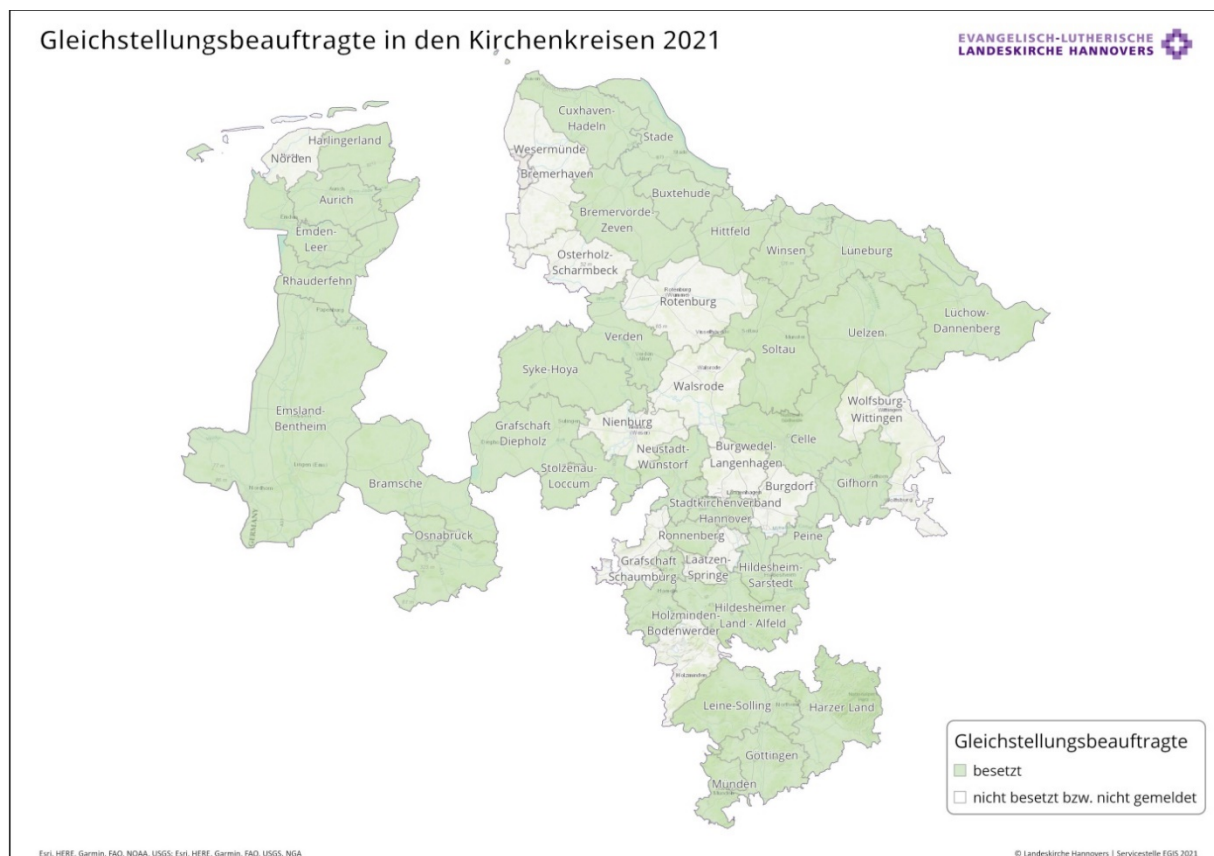 Gleichstellungsbeauftragte in den Kirchenkreisen 2021
EVANGELISCH-LUTHERISCHE
LANDESKIRCHE HANNOVERS
Cuxhaven-
Hadeln
Stade
Harlingerland
Norden
Wesermünde
Bremerhaven
Aurich
Buxtehude
Bremervörde-
Zeven
Emden-
Leer
Hittfeld
Winsen
Lüneburg
Osterholz-
Scharmbeck
Rhauderfehn
Rotenburg
Lüchow-
Dannenberg
Uelzen
Verden
Soltau
Syke-Hoya
Walsrode
Wolfsburg-
Wittingen
Emsland-
Bentheim
Nienburg
Grafschaft
Diepholz
Celle
Neustadt-
Wunstorf
Burgwedel-
Langenhagen
Stolzenau-
Loccum
Bramsche
Burgdorf
Gifhorn
Stadtkirchenverband
Hannover
Osnabrück
Ronnenberg
Peine
Grafschaft
Schaumburg
Laatzen-
Springe
Hildesheim-
Sarstedt
Holzminden-
Bodenwerder
Hildesheimer
Land - Alfeld
Leine-Solling
Harzer Land
Göttingen
Münden
GERMANY
Gleichstellungsbeauftragte
besetzt
nicht besetzt bzw. nicht gemeldet
Esri, HERE, Garmin, FAO, NOAA, USGS; Esri, HERE, Garmin, FAO, USGS, NGA
© Landeskirche Hannovers | Servicestelle EGIS 2021